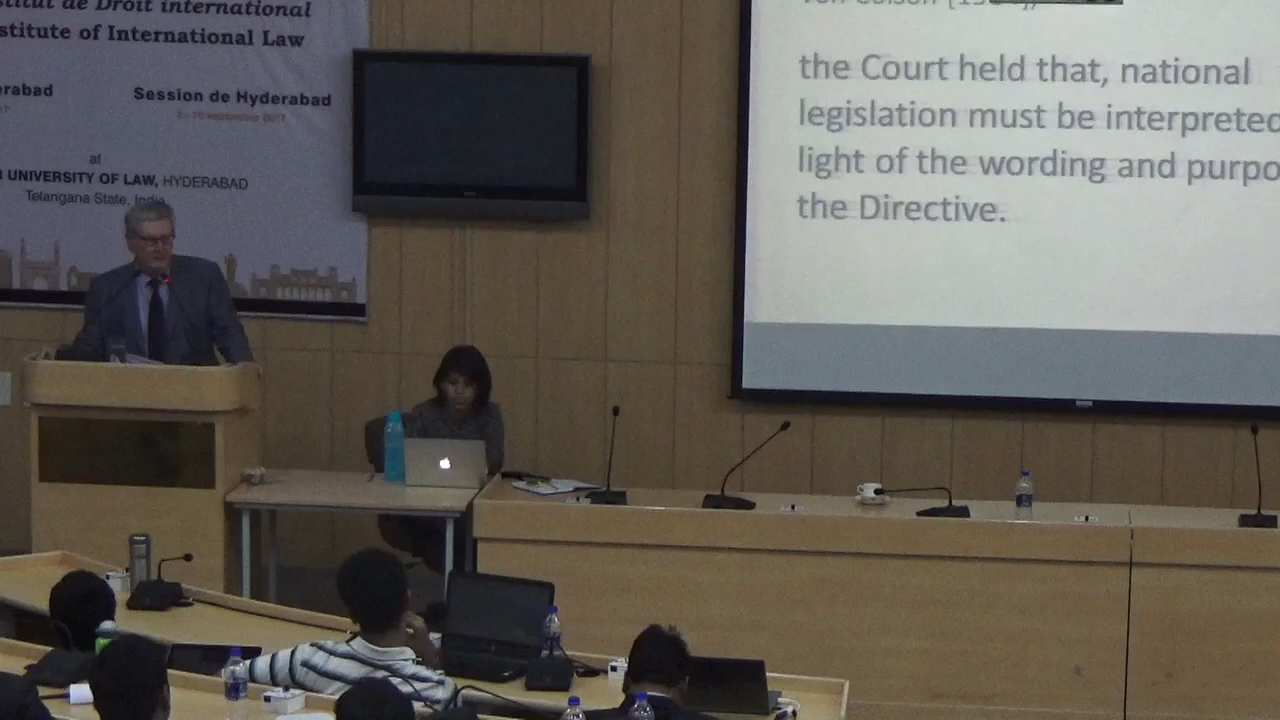 stitut de Droit international
stitute of International Law
erabad
Session de Hyderabad
at
UNIVERSITY OF LAW, HYDERABAD
Telangana State, India
the Court held that, national
legislation must be interpreted
light of the wording and purpo
the Directive.